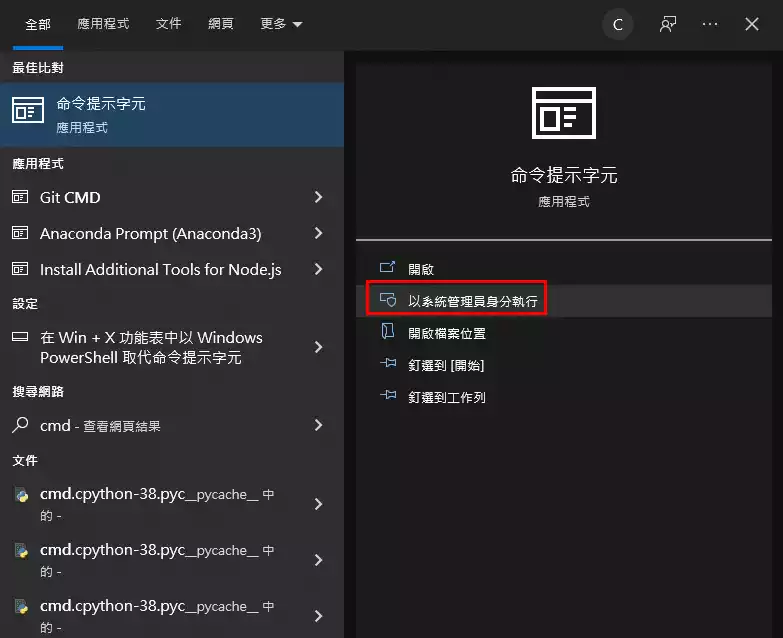 全部 應用程式 文件 網頁 更多 C
最佳比對
命令提示字元
應用程式
應用程式
Git CMD
Anaconda Prompt (Anaconda3)
Install Additional Tools for Node.js
設定
在 Win + X 功能表中以 Windows
PowerShell 取代命令提示字元
搜尋網路
cmd - 查看網頁結果
文件
cmd.cpython-38.pyc__pycache__ 中
的 -
cmd.cpython-38.pyc__pycache__ 中
的 -
cmd.cpython-38.pyc__pycache__ 中
的 -
命令提示字元
應用程式
開啟
以系統管理員身分執行
開啟檔案位置
釘選到 [開始]
釘選到工作列